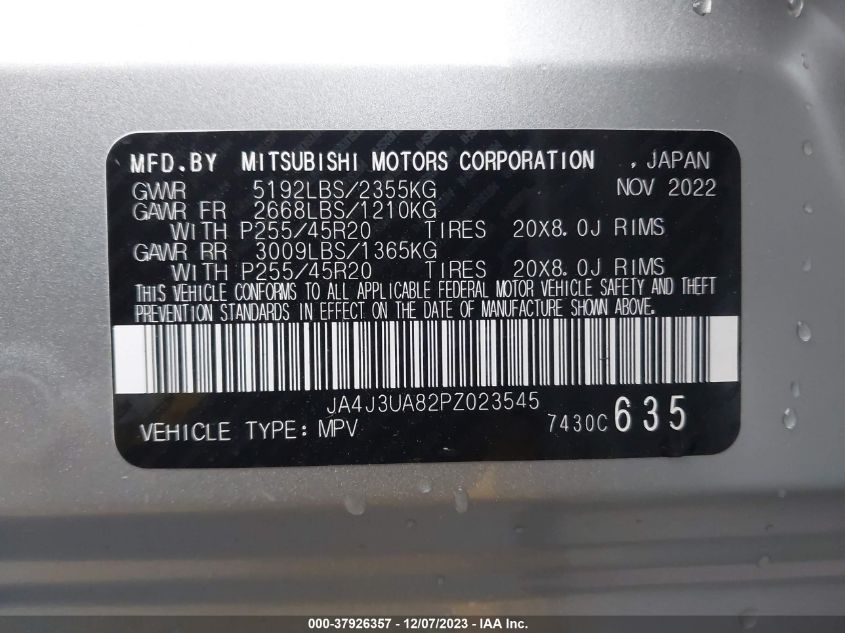 MFD.BY MITSUBISHI MOTORS CORPORATION , JAPAN
GVWR 5192LBS/2355KG NOV 2022
GAWR FR 2668LBS/1210KG
WITH P255/45R20 TIRES 20X8.0J RIMS
GAWR RR 3009LBS/1365KG
WITH P255/45R20 TIRES 20X8.0J RIMS
THIS VEHICLE CONFORMS TO ALL APPLICABLE FEDERAL MOTOR VEHICLE SAFETY AND THEFT
PREVENTION STANDARDS IN EFFECT ON THE DATE OF MANUFACTURE SHOWN ABOVE.
JA4J3UA82PZ023545
VEHICLE TYPE:MPV 7430C 635
000-37926357 - 12/07/2023 - IAA Inc.